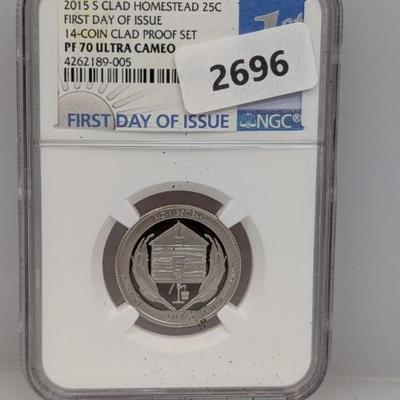 2015 S CLAD HOMESTEAD 25C
FIRST DAY OF ISSUE
14-COIN CLAD PROOF SET
PF 70 ULTRA CAMEO
4262189-005
2696
1st
FIRST DAY OF ISSUE NGC®